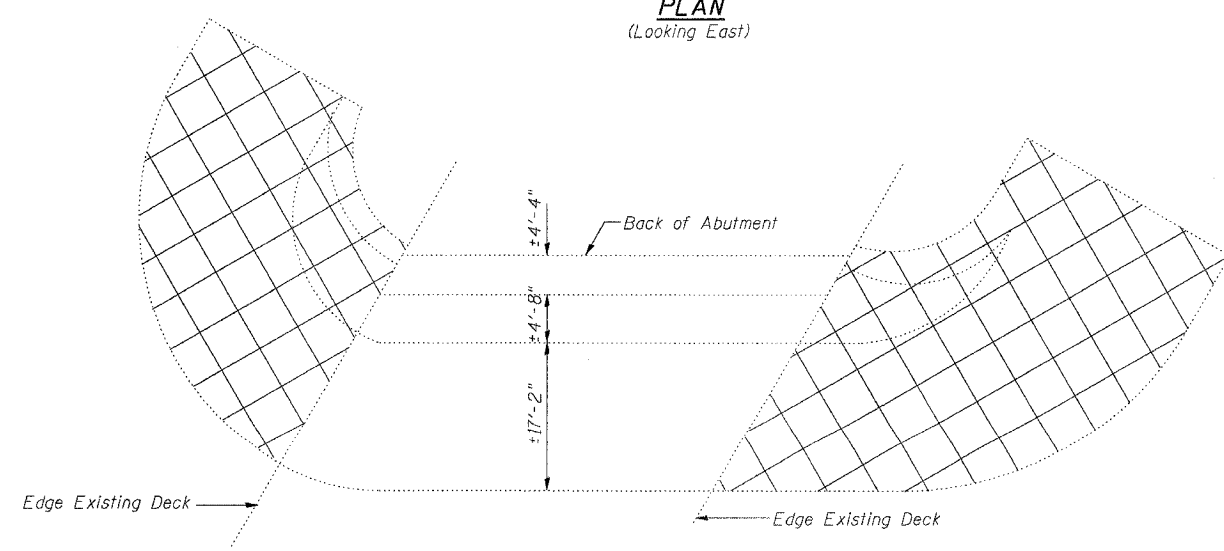 PLAN
(Looking East)
±4'-4"
Back of Abutment
±4'-8"
±17'-2"
Edge Existing Deck
Edge Existing Deck